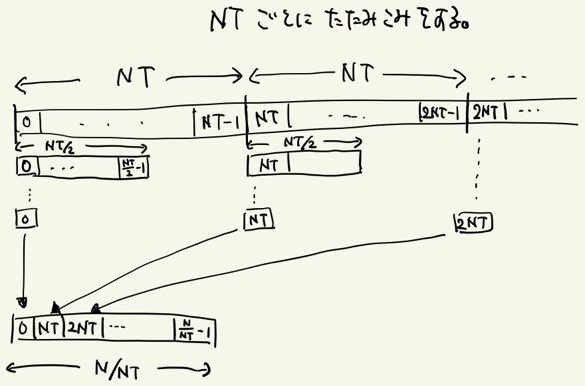 NT ごとに たたみこみをする。
NT NT ...
0 . . . NT-1 NT ... 2NT-1 2NT ...
NT/2 NT/2
0 ... NT/2-1 NT
0 NT 2NT
0 NT 2NT ... N/NT-1
N/NT